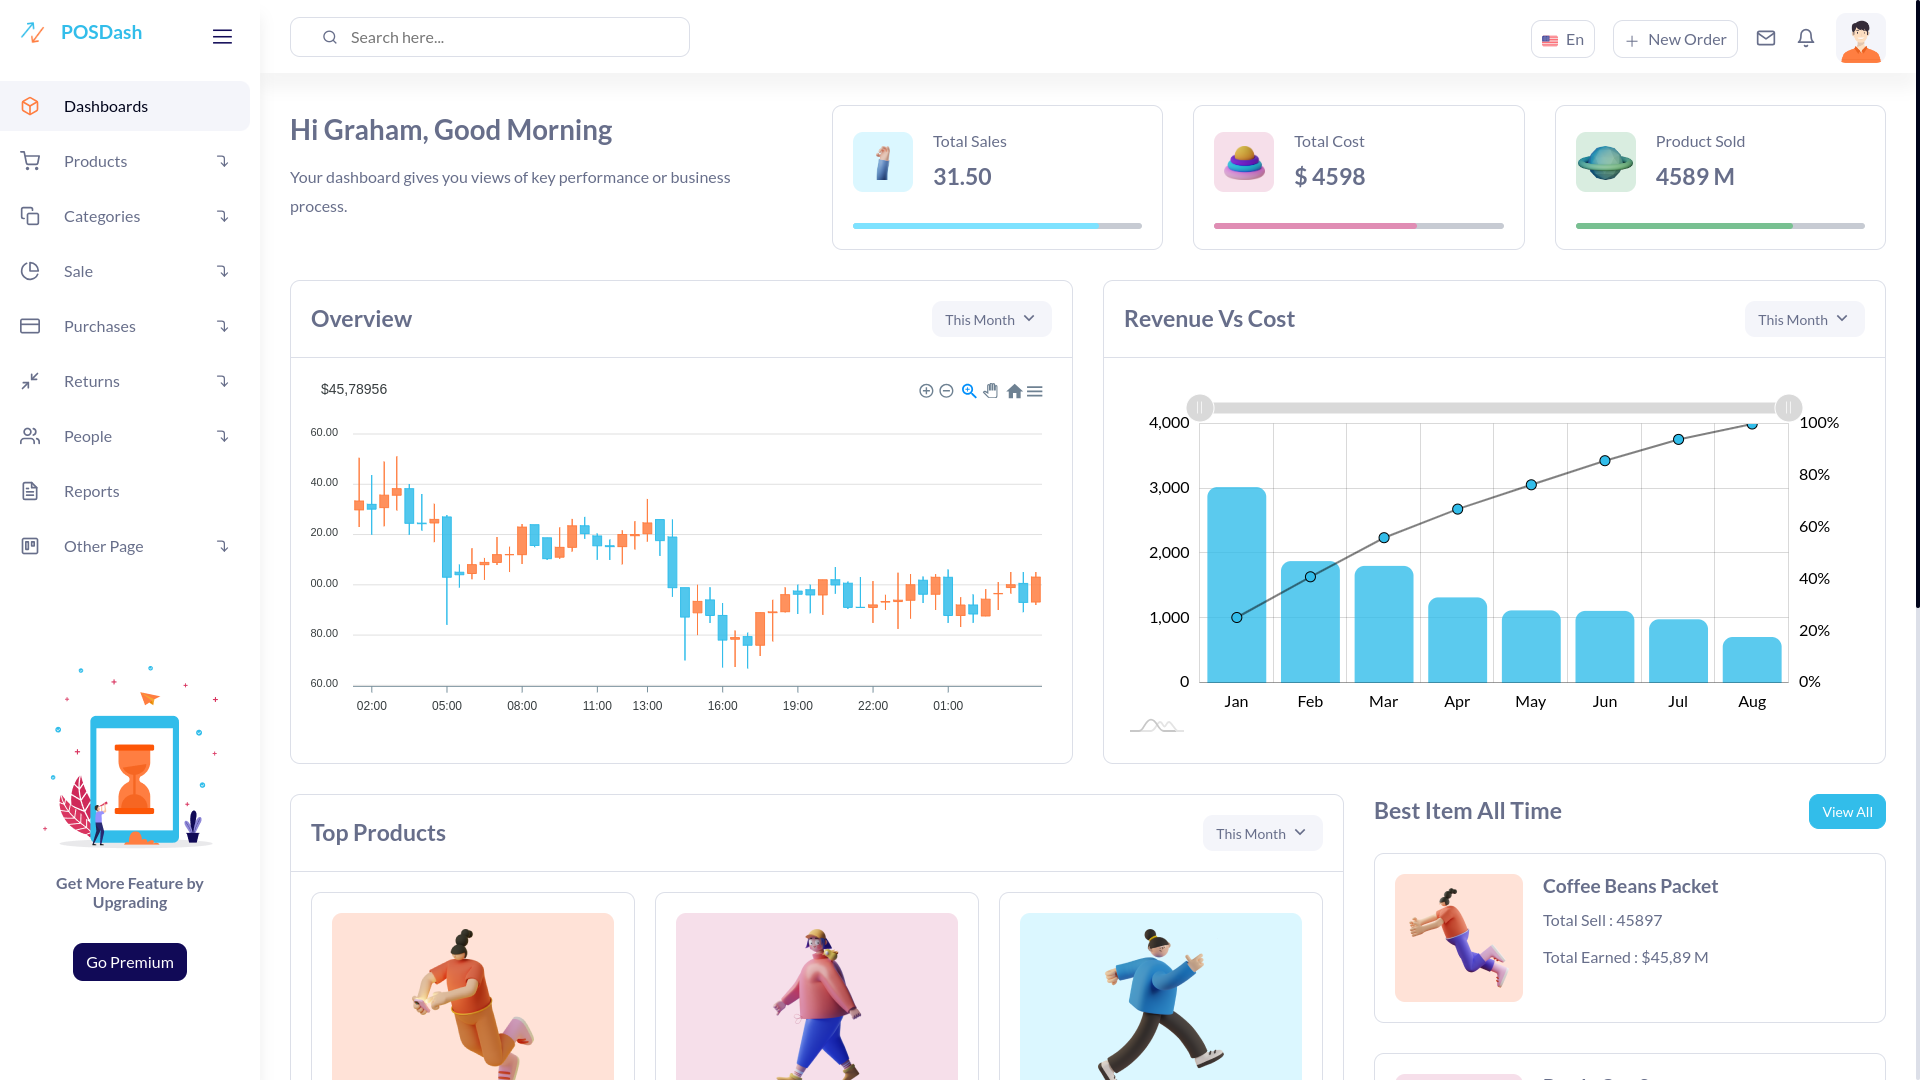 POSDash
Search here...
En
New Order
Dashboards
Products
Categories
Sale
Purchases
Returns
People
Reports
Other Page
Get More Feature by
Upgrading
Go Premium
Hi Graham, Good Morning
Your dashboard gives you views of key performance or business
process.
Total Sales
31.50
Total Cost
$ 4598
Product Sold
4589 M
Overview
This Month
$45,78956
60.00
40.00
20.00
00.00
80.00
60.00
02:00 05:00 08:00 11:00 13:00 16:00 19:00 22:00 01:00
Revenue Vs Cost
This Month
4,000
3,000
2,000
1,000
0
100%
80%
60%
40%
20%
0%
Jan Feb Mar Apr May Jun Jul Aug
Top Products
This Month
Best Item All Time
View All
Coffee Beans Packet
Total Sell : 45897
Total Earned : $45,89 M